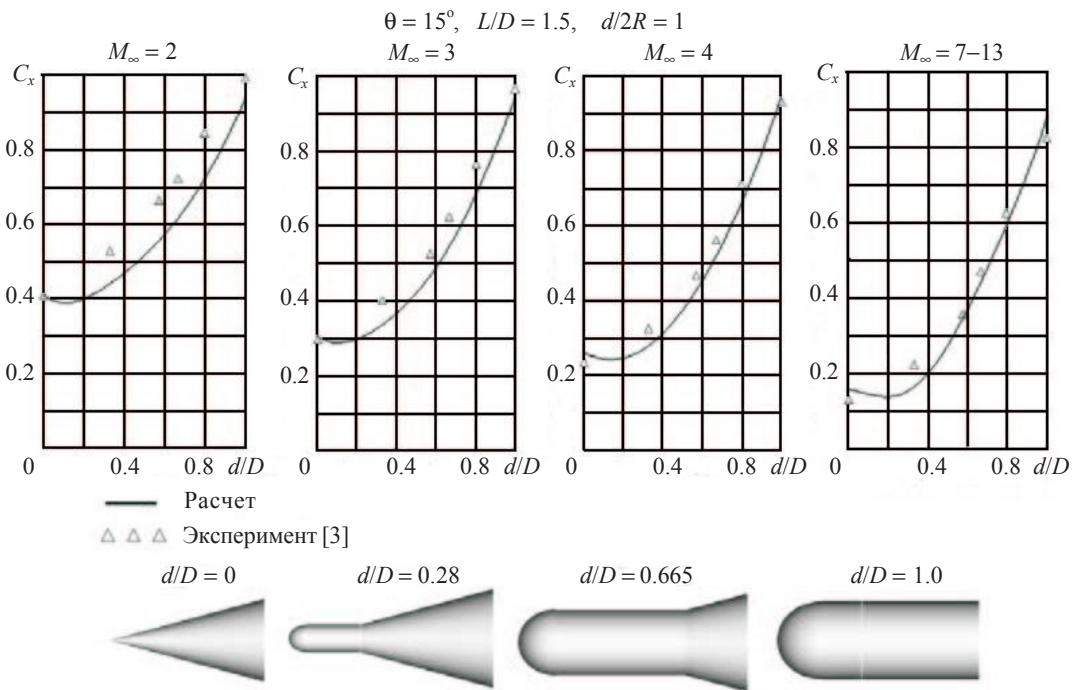 θ = 15°, L/D = 1.5, d/2R = 1
M∞ = 2
M∞ = 3
M∞ = 4
M∞ = 7–13
Cx
0.8
0.6
0.4
0.2
0 0.4 0.8 d/D
Cx
0.8
0.6
0.4
0.2
0 0.4 0.8 d/D
Cx
0.8
0.6
0.4
0.2
0 0.4 0.8 d/D
Cx
0.8
0.6
0.4
0.2
0 0.4 0.8 d/D
Расчет
Эксперимент [3]
d/D = 0
d/D = 0.28
d/D = 0.665
d/D = 1.0